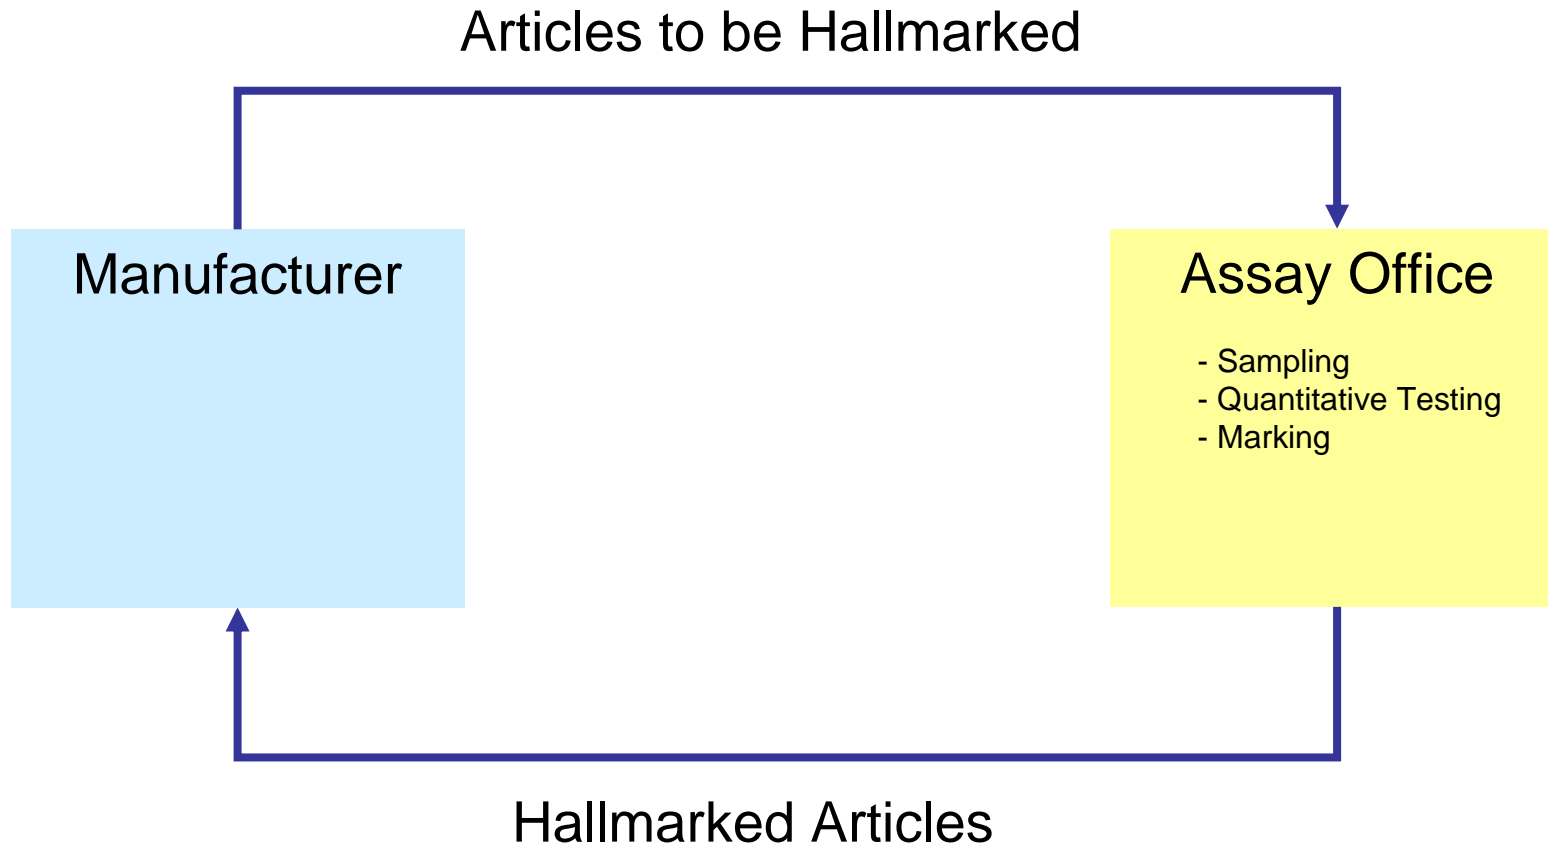 Articles to be Hallmarked
Manufacturer
Assay Office
- Sampling
- Quantitative Testing
- Marking
Hallmarked Articles